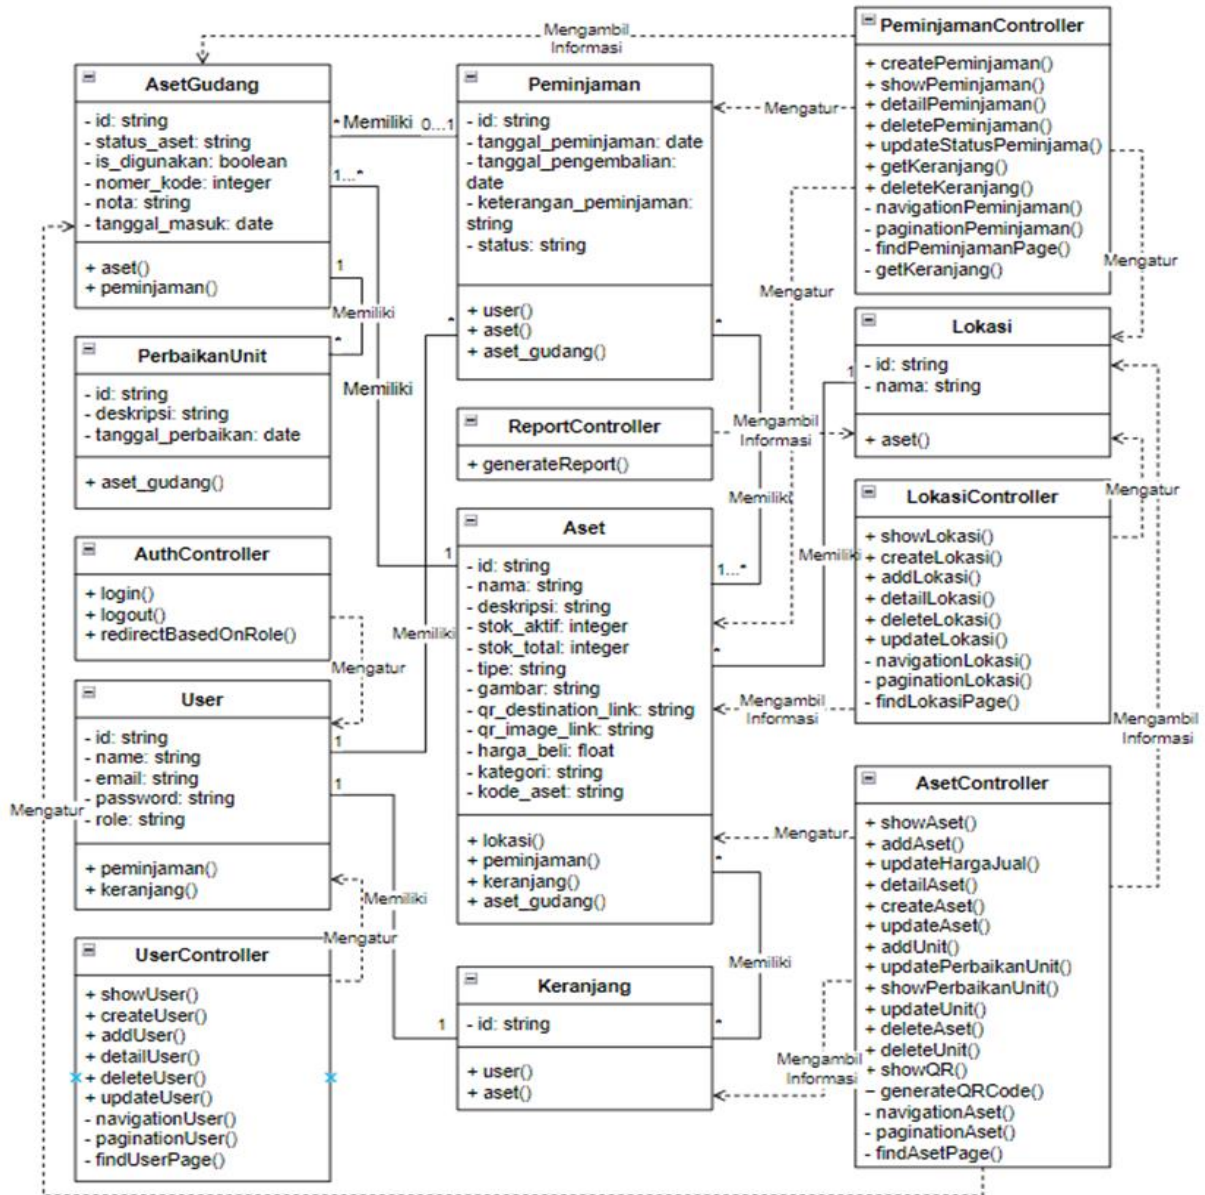 AsetGudang
- id: string
- status_aset: string
- is_digunakan: boolean
- nomer_kode: integer
- nota: string
- tanggal_masuk: date
+ aset()
+ peminjaman()
PerbaikanUnit
- id: string
- deskripsi: string
- tanggal_perbaikan: date
+ aset_gudang()
AuthController
+ login()
+ logout()
+ redirectBasedOnRole()
User
- id: string
- name: string
- email: string
- password: string
- role: string
+ peminjaman()
+ keranjang()
UserController
+ showUser()
+ createUser()
+ addUser()
+ detailUser()
+ deleteUser()
+ updateUser()
- navigationUser()
- paginationUser()
- findUserPage()
Mengatur
Mengambil
Informasi
* Memiliki 0...1
1...*
1
Memiliki
*
Memiliki
Mengatur
1
1
Memiliki
Mengatur
Memiliki
*
1
1
Peminjaman
- id: string
- tanggal_peminjaman: date
- tanggal_pengembalian:
date
- keterangan_peminjaman:
string
- status: string
+ user()
+ aset()
+ aset_gudang()
ReportController
+ generateReport()
Aset
- id: string
- nama: string
- deskripsi: string
- stok_aktif: integer
- stok_total: integer
- tipe: string
- gambar: string
- qr_destination_link: string
- qr_image_link: string
- harga_beli: float
- kategori: string
- kode_aset: string
+ lokasi()
+ peminjaman()
+ keranjang()
+ aset_gudang()
Keranjang
- id: string
+ user()
+ aset()
Mengatur
Mengatur
*
Mengambil
Informasi
Memiliki
1...*
1
Memiliki
*
Mengambil
Informasi
Mengatur
*
Memiliki
*
Mengambil
Informasi
PeminjamanController
+ createPeminjaman()
+ showPeminjaman()
+ detailPeminjaman()
+ deletePeminjaman()
+ updateStatusPeminjama()
+ getKeranjang()
+ deleteKeranjang()
- navigationPeminjaman()
- paginationPeminjaman()
- findPeminjamanPage()
- getKeranjang()
Mengatur
Lokasi
- id: string
- nama: string
+ aset()
LokasiController
+ showLokasi()
+ createLokasi()
+ addLokasi()
+ detailLokasi()
+ deleteLokasi()
+ updateLokasi()
- navigationLokasi()
- paginationLokasi()
- findLokasiPage()
Mengatur
Mengambil
Informasi
AsetController
+ showAset()
+ addAset()
+ updateHargaJual()
+ detailAset()
+ createAset()
+ updateAset()
+ addUnit()
+ updatePerbaikanUnit()
+ showPerbaikanUnit()
+ updateUnit()
+ deleteAset()
+ deleteUnit()
+ showQR()
– generateQRCode()
- navigationAset()
- paginationAset()
- findAsetPage()